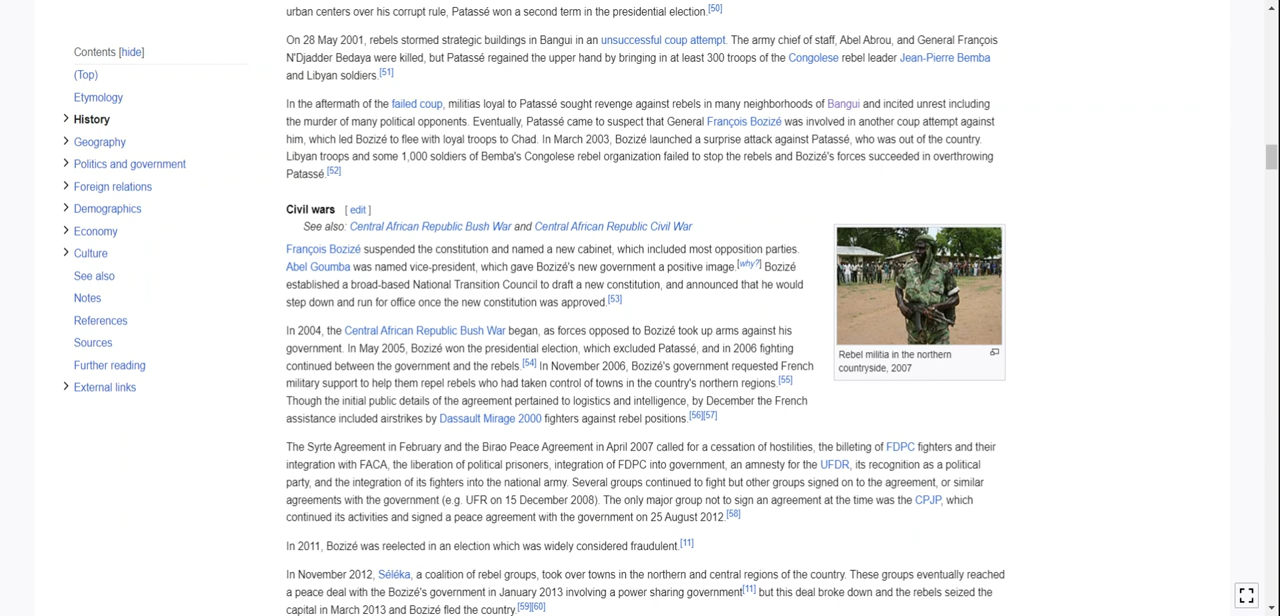 urban centers over his corrupt rule, Patassé won a second term in the presidential election.[50]
Contents [hide]
(Top)
Etymology
History
Geography
Politics and government
Foreign relations
Demographics
Economy
Culture
See also
Notes
References
Sources
Further reading
External links
On 28 May 2001, rebels stormed strategic buildings in Bangui in an unsuccessful coup attempt. The army chief of staff, Abel Abrou, and General François
N'Djadder Bedaya were killed, but Patassé regained the upper hand by bringing in at least 300 troops of the Congolese rebel leader Jean-Pierre Bemba
and Libyan soldiers.[51]
In the aftermath of the failed coup, militias loyal to Patassé sought revenge against rebels in many neighborhoods of Bangui and incited unrest including
the murder of many political opponents. Eventually, Patassé came to suspect that General François Bozizé was involved in another coup attempt against
him, which led Bozizé to flee with loyal troops to Chad. In March 2003, Bozizé launched a surprise attack against Patassé, who was out of the country.
Libyan troops and some 1,000 soldiers of Bemba's Congolese rebel organization failed to stop the rebels and Bozizé's forces succeeded in overthrowing
Patassé.[52]
Civil wars [ edit ]
See also: Central African Republic Bush War and Central African Republic Civil War
François Bozizé suspended the constitution and named a new cabinet, which included most opposition parties.
Abel Goumba was named vice-president, which gave Bozizé's new government a positive image.[why?] Bozizé
established a broad-based National Transition Council to draft a new constitution, and announced that he would
step down and run for office once the new constitution was approved.[53]
In 2004, the Central African Republic Bush War began, as forces opposed to Bozizé took up arms against his
government. In May 2005, Bozizé won the presidential election, which excluded Patassé, and in 2006 fighting
continued between the government and the rebels.[54] In November 2006, Bozizé's government requested French
military support to help them repel rebels who had taken control of towns in the country's northern regions.[55]
Though the initial public details of the agreement pertained to logistics and intelligence, by December the French
assistance included airstrikes by Dassault Mirage 2000 fighters against rebel positions.[56][57]
Rebel militia in the northern
countryside, 2007
The Syrte Agreement in February and the Birao Peace Agreement in April 2007 called for a cessation of hostilities, the billeting of FDPC fighters and their
integration with FACA, the liberation of political prisoners, integration of FDPC into government, an amnesty for the UFDR, its recognition as a political
party, and the integration of its fighters into the national army. Several groups continued to fight but other groups signed on to the agreement, or similar
agreements with the government (e.g. UFR on 15 December 2008). The only major group not to sign an agreement at the time was the CPJP, which
continued its activities and signed a peace agreement with the government on 25 August 2012.[58]
In 2011, Bozizé was reelected in an election which was widely considered fraudulent.[11]
In November 2012, Séléka, a coalition of rebel groups, took over towns in the northern and central regions of the country. These groups eventually reached
a peace deal with the Bozizé's government in January 2013 involving a power sharing government[11] but this deal broke down and the rebels seized the
capital in March 2013 and Bozizé fled the country.[59][60]